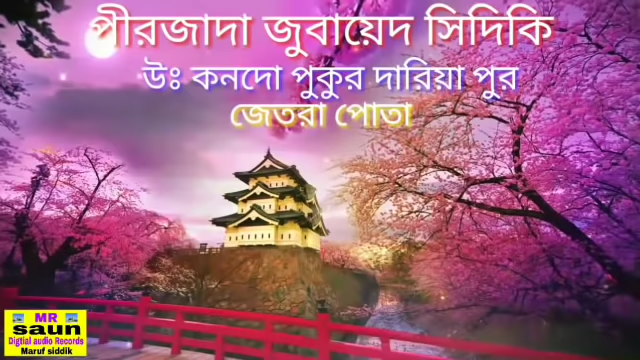 পীরজাদা জুবায়েদ সিদিকি
উঃ কনদো পুকুর দারিয়া পুর
জেতরা পোতা
MR
saun
Digtial audio Records
Maruf siddik